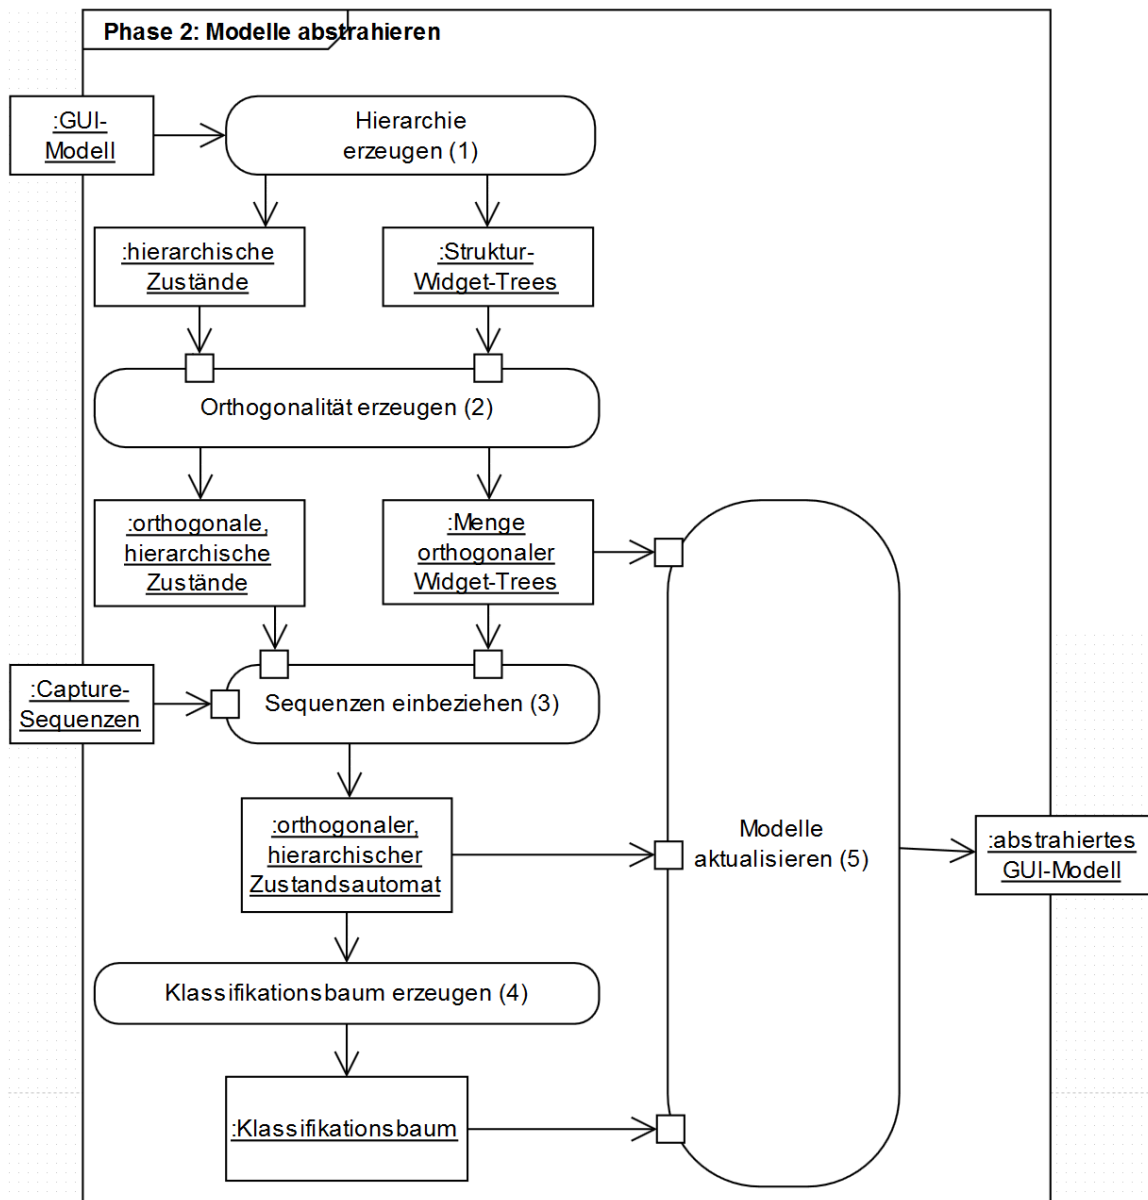 Phase 2: Modelle abstrahieren
:GUI-
Modell
Hierarchie
erzeugen (1)
:hierarchische
Zustände
:Struktur-
Widget-Trees
Orthogonalität erzeugen (2)
:orthogonale,
hierarchische
Zustände
:Menge
orthogonaler
Widget-Trees
:Capture-
Sequenzen
Sequenzen einbeziehen (3)
:orthogonaler,
hierarchischer
Zustandsautomat
Modelle
aktualisieren (5)
:abstrahiertes
GUI-Modell
Klassifikationsbaum erzeugen (4)
:Klassifikationsbaum